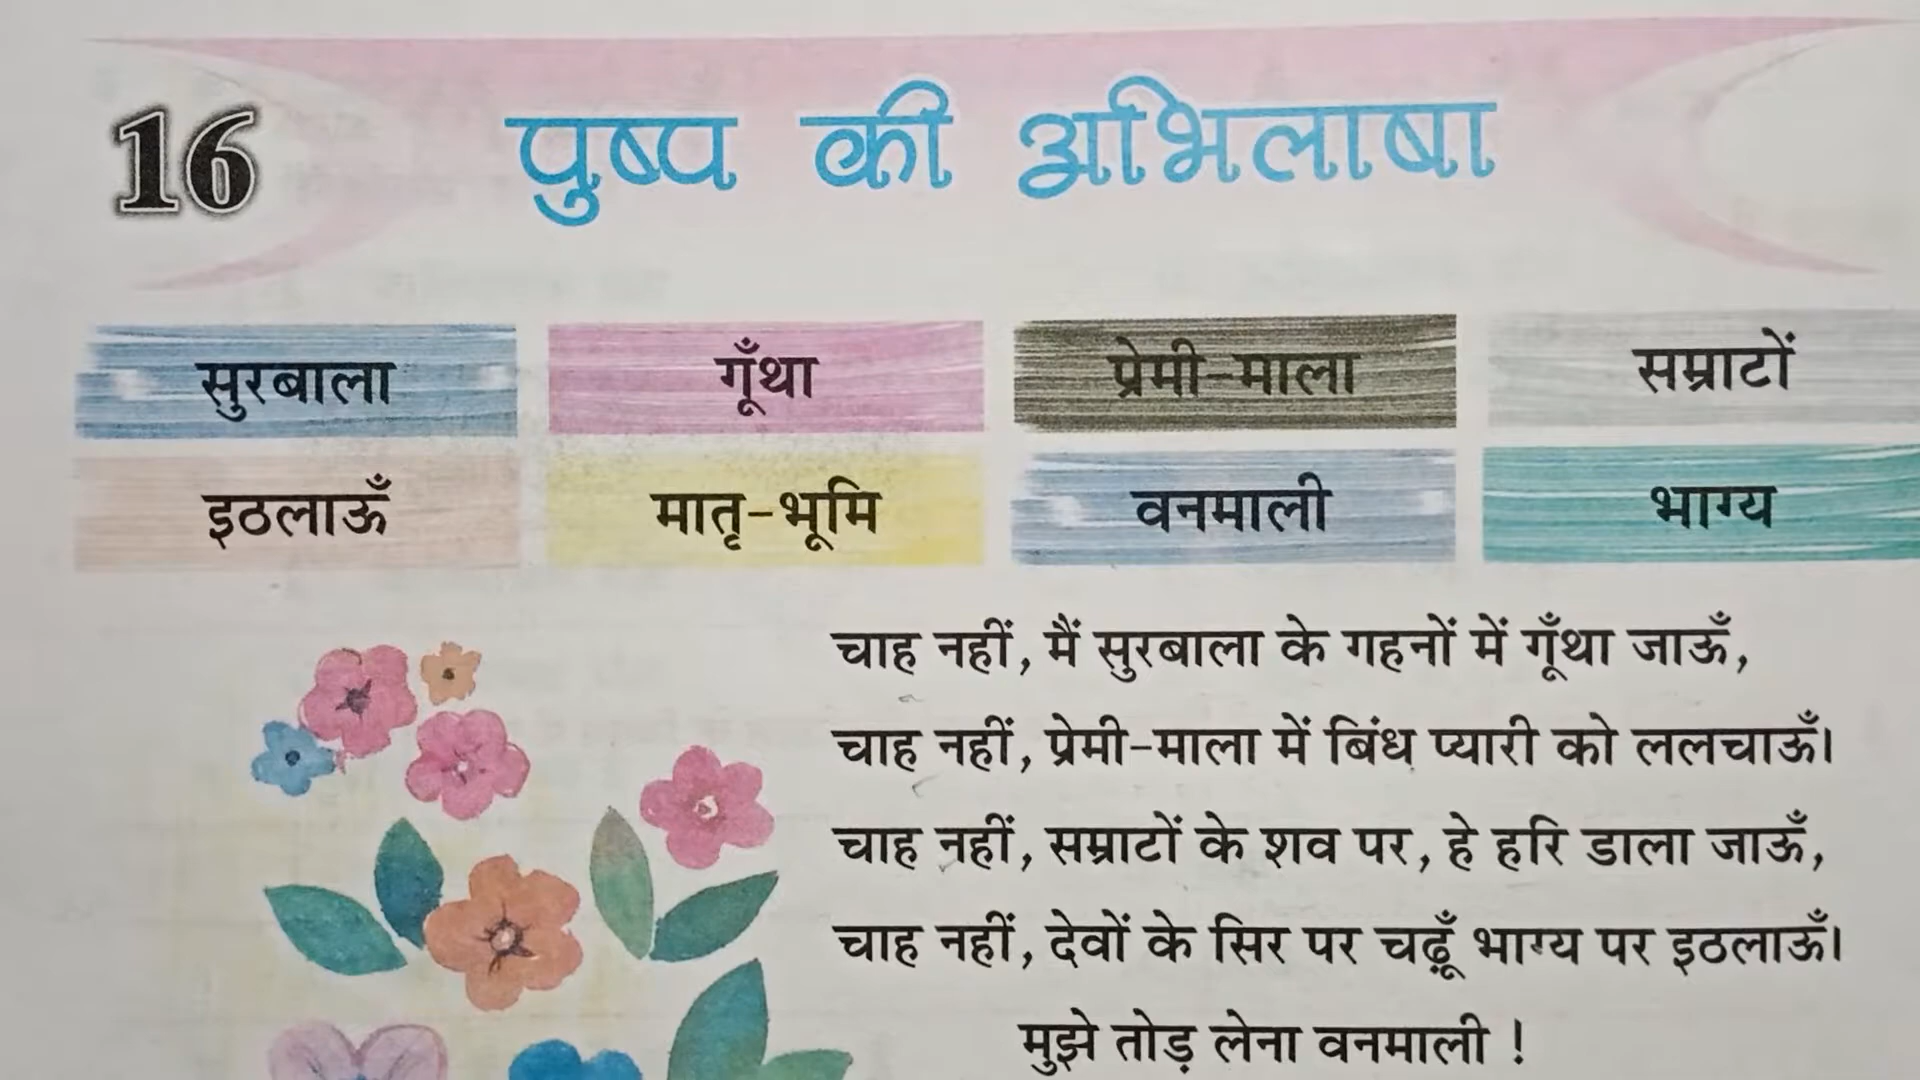 16 पुष्प की अभिलाषा
सुरबाला गूँथा प्रेमी-माला सम्राटों
इठलाऊँ मातृ-भूमि वनमाली भाग्य
चाह नहीं, मैं सुरबाला के गहनों में गूँथा जाऊँ,
चाह नहीं, प्रेमी-माला में बिंध प्यारी को ललचाऊँ।
चाह नहीं, सम्राटों के शव पर, हे हरि डाला जाऊँ,
चाह नहीं, देवों के सिर पर चढ़ूँ भाग्य पर इठलाऊँ।
मुझे तोड़ लेना वनमाली !